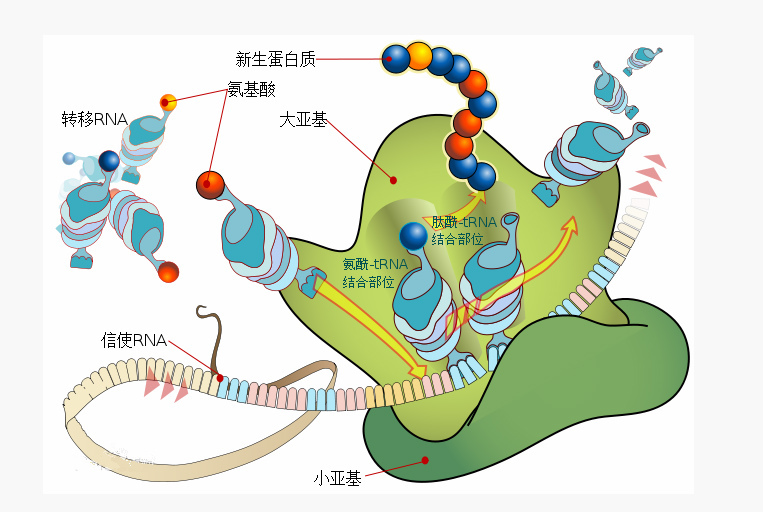 新生蛋白质
氨基酸
转移RNA
大亚基
肽酰-tRNA
结合部位
氨酰-tRNA
结合部位
信使RNA
小亚基